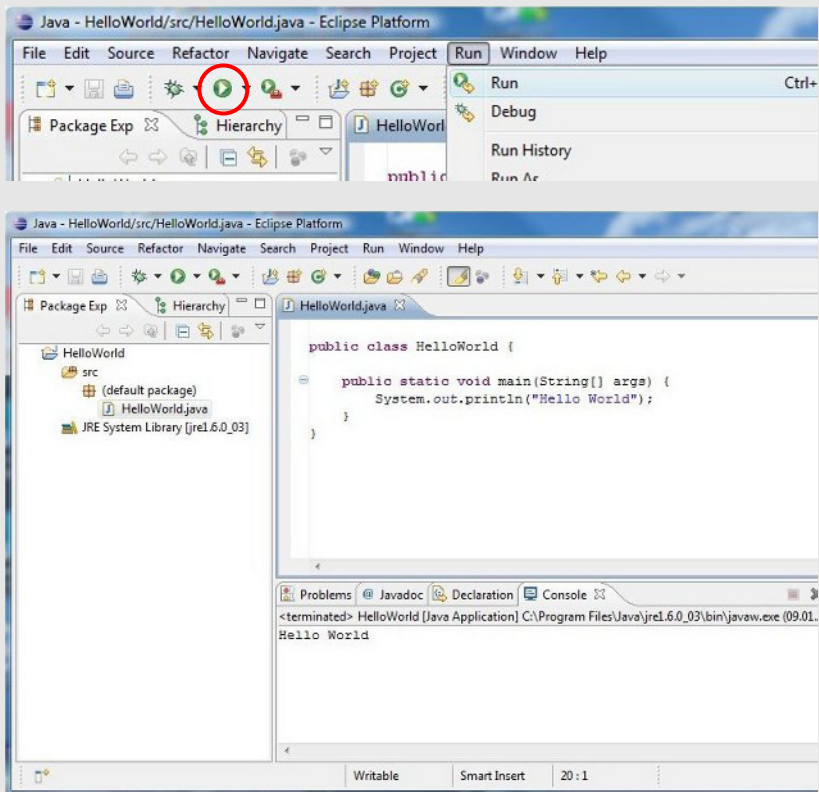 Java - HelloWorld/src/HelloWorld.java - Eclipse Platform
File Edit Source Refactor Navigate Search Project Run Window Help
Run Ctrl+
Debug
Package Exp Hierarchy HelloWorl
Run History
public Run As
Java - HelloWorld/src/HelloWorld.java - Eclipse Platform
File Edit Source Refactor Navigate Search Project Run Window Help
Package Exp Hierarchy HelloWorld.java
HelloWorld
src
(default package)
HelloWorld.java
JRE System Library [jre1.6.0_03]
public class HelloWorld {
public static void main(String[] args) {
System.out.println("Hello World");
}
}
Problems @ Javadoc Declaration Console
<terminated> HelloWorld [Java Application] C:\Program Files\Java\jre1.6.0_03\bin\javaw.exe (09.01..
Hello World
Writable Smart Insert 20 : 1